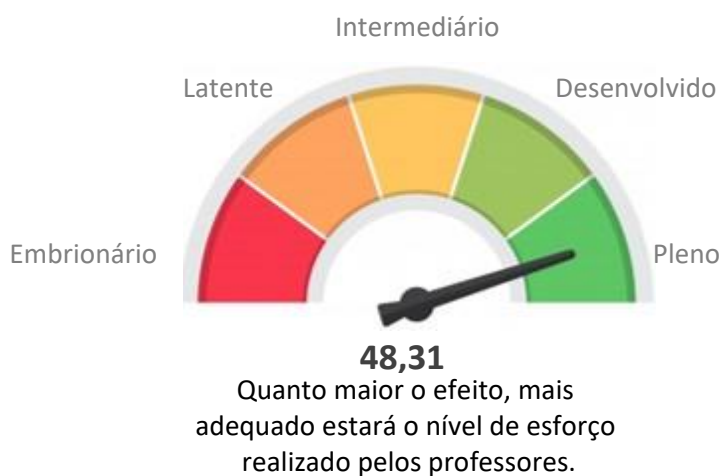 Intermediário
Latente
Desenvolvido
Embrionário
Pleno
48,31
Quanto maior o efeito, mais
adequado estará o nível de esforço
realizado pelos professores.